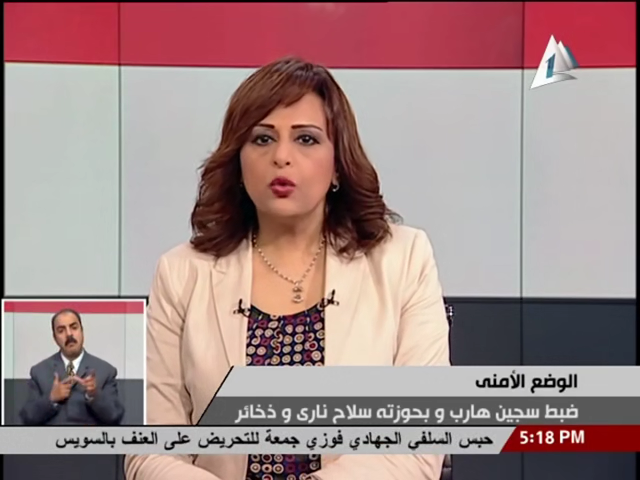 1
الوضع الأمنى
ضبط سجين هارب و بحوزته سلاح نارى و ذخائر
حبس السلفي الجهادي فوزي جمعة للتحريض على العنف بالسويس
5:18 PM